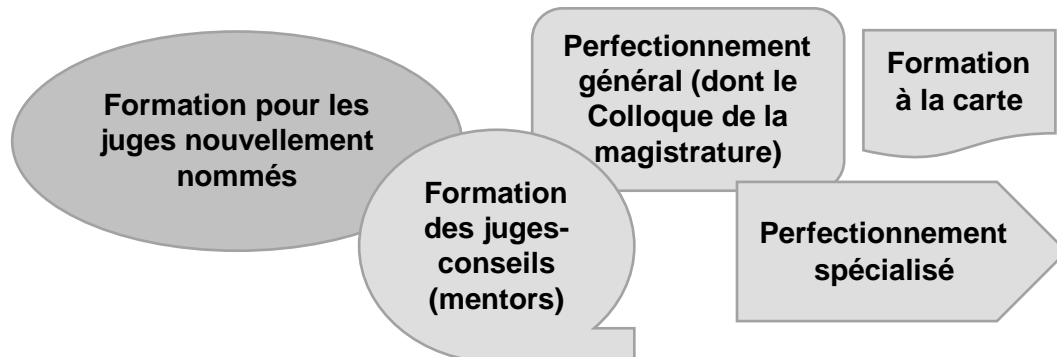 Formation pour les
juges nouvellement
nommés
Formation
des juges-
conseils
(mentors)
Perfectionnement
général (dont le
Colloque de la
magistrature)
Formation
à la carte
Perfectionnement
spécialisé